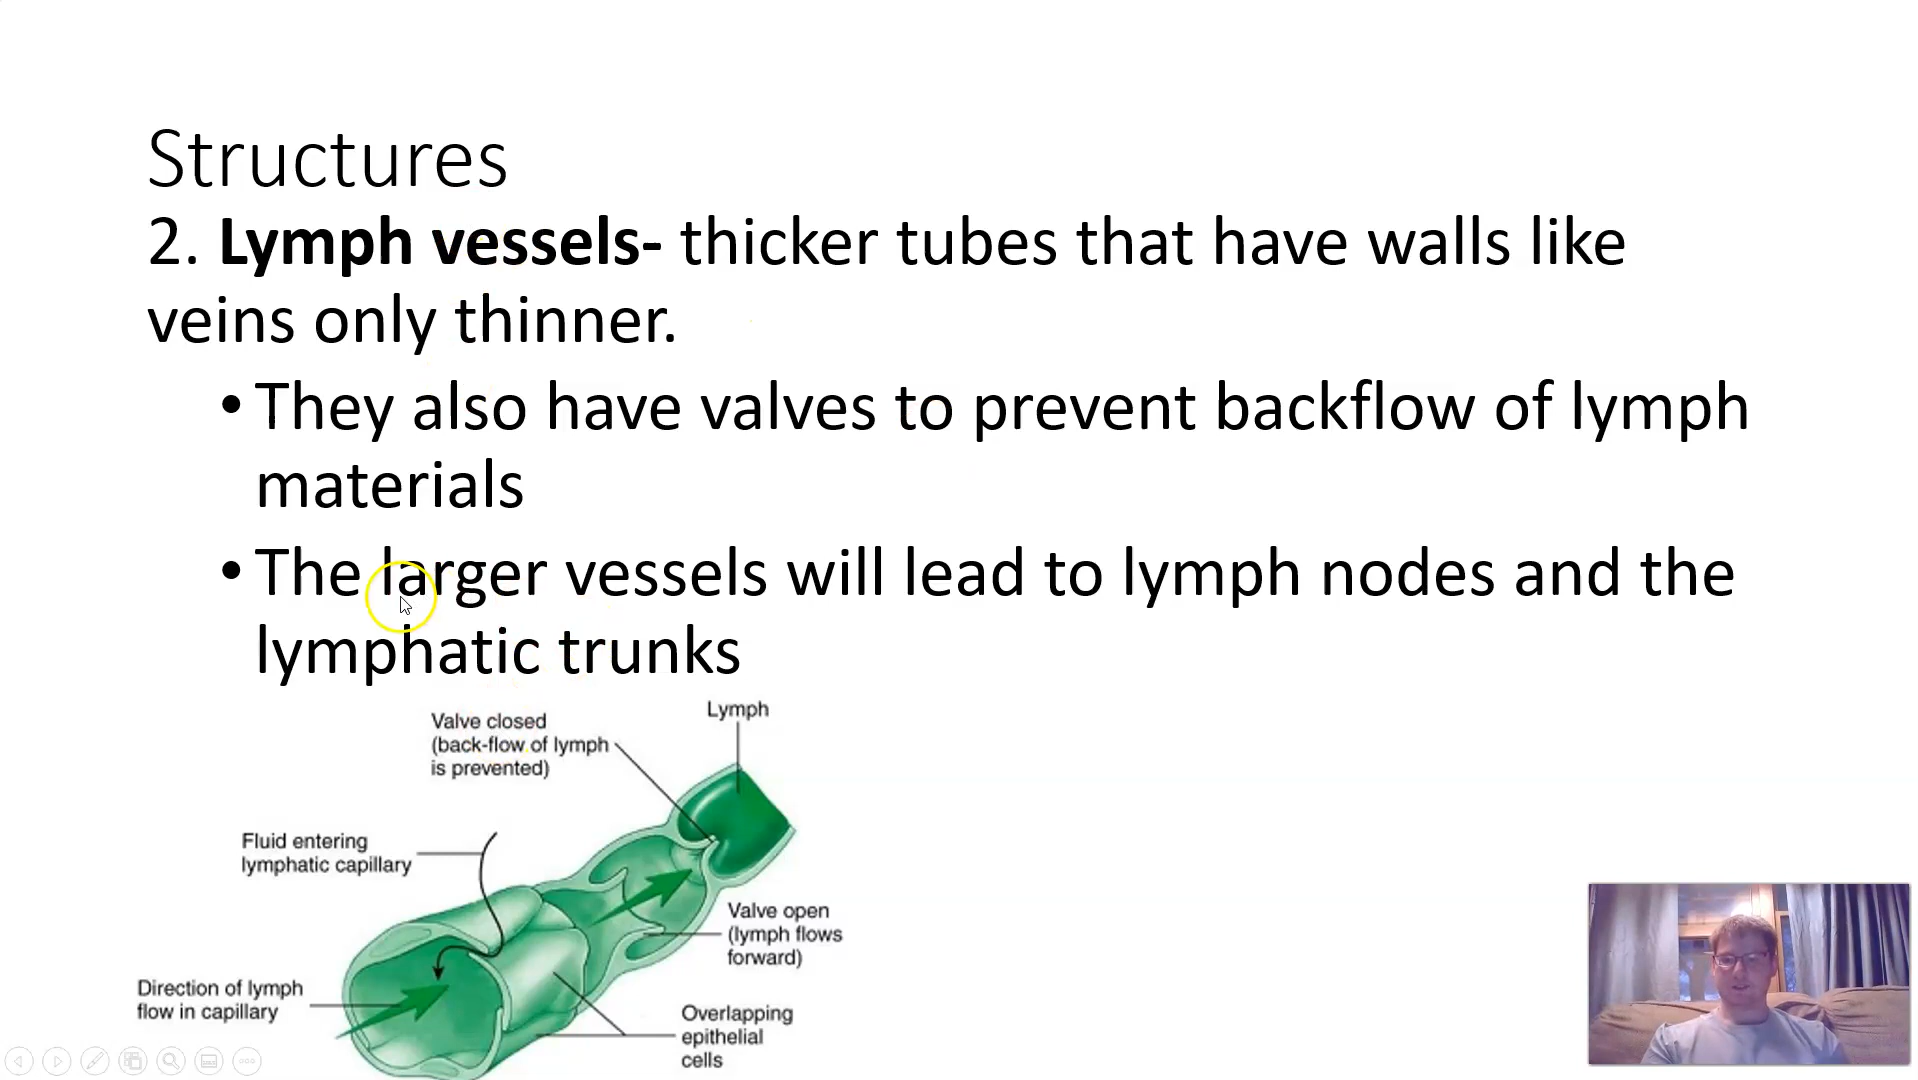 Structures
2. Lymph vessels- thicker tubes that have walls like
veins only thinner.
•They also have valves to prevent backflow of lymph
materials
•The larger vessels will lead to lymph nodes and the
lymphatic trunks
Valve closed
(back-flow of lymph
is prevented)
Lymph
Fluid entering
lymphatic capillary
Valve open
(lymph flows
forward)
Direction of lymph
flow in capillary
Overlapping
epithelial
cells